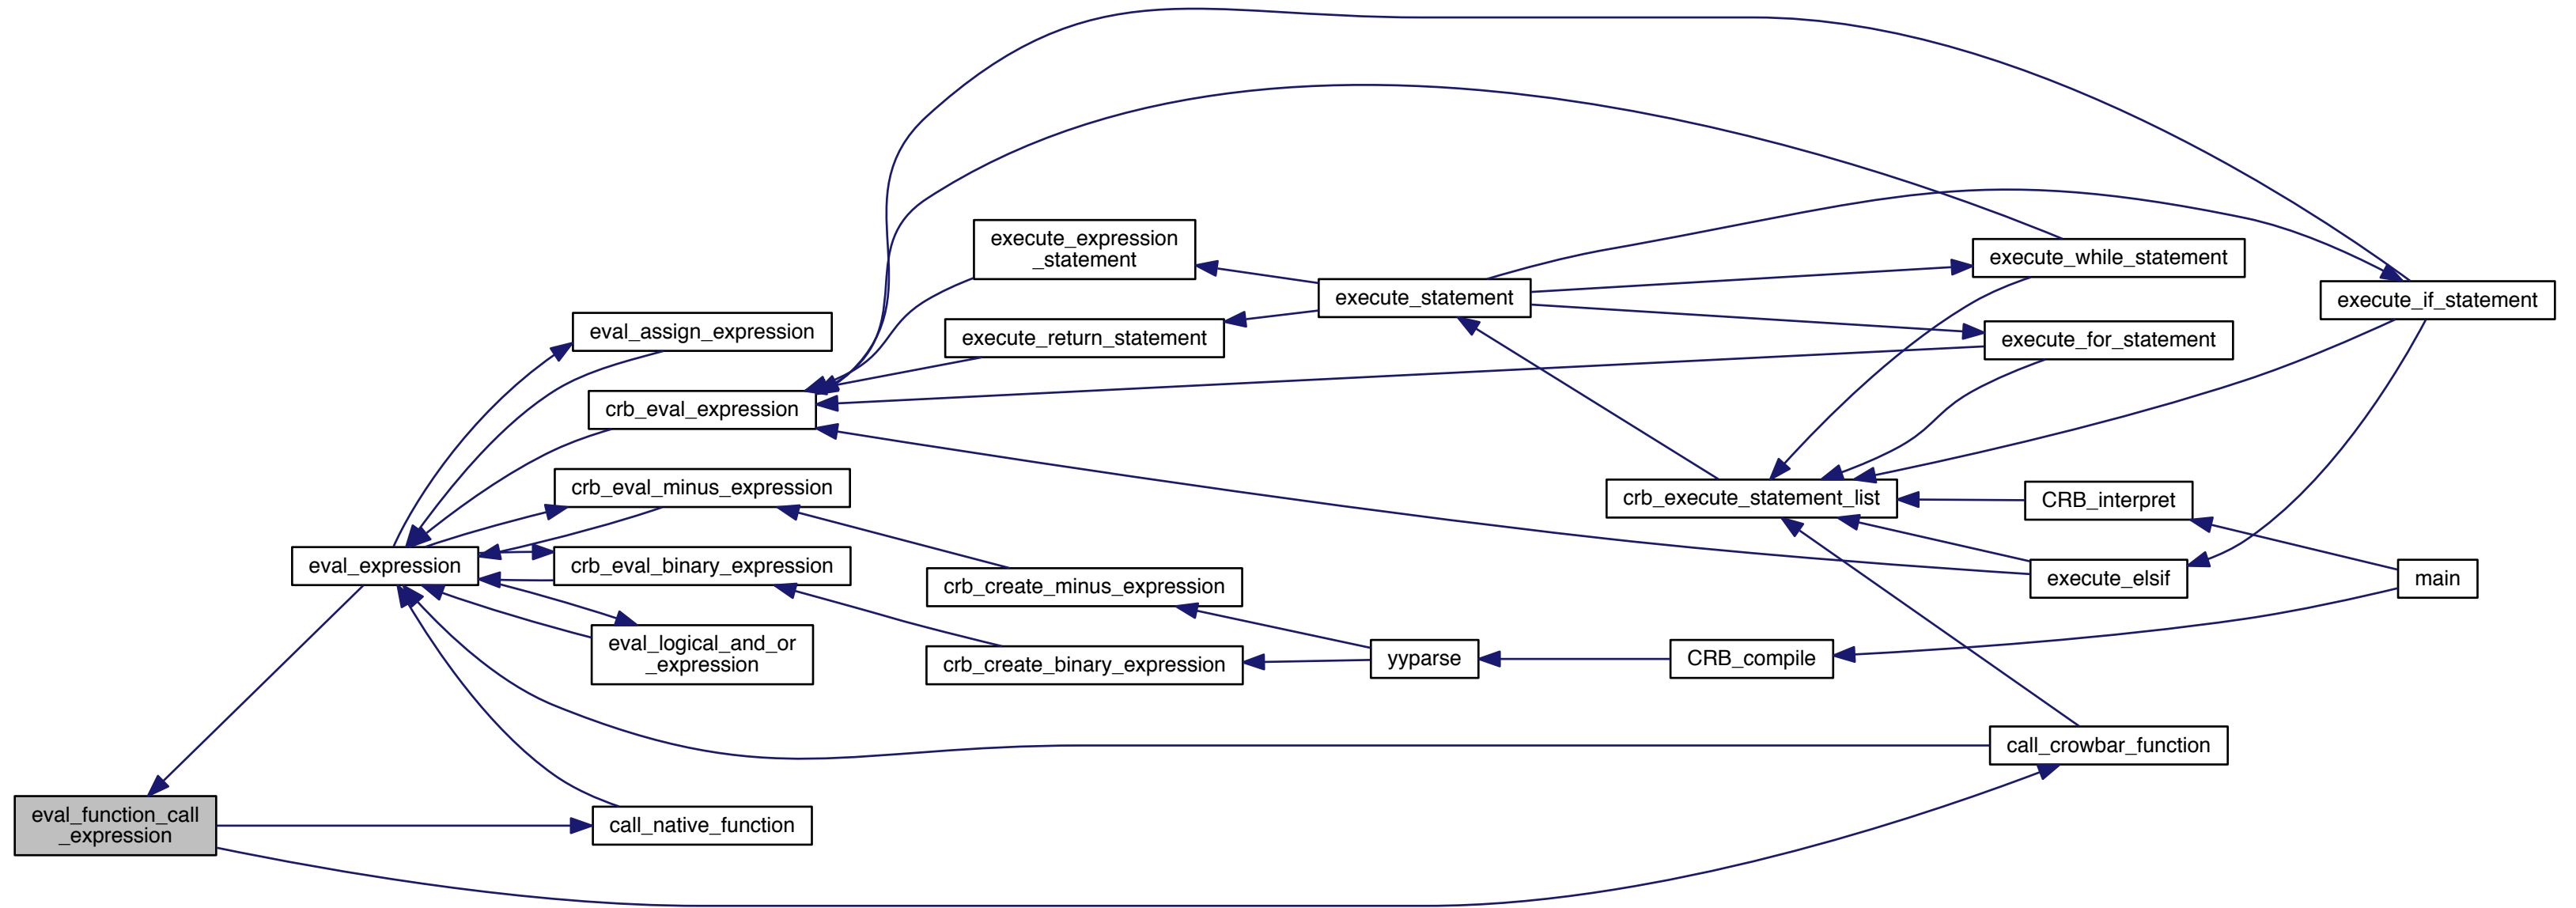 execute_expression
_statement
execute_while_statement
execute_statement
execute_if_statement
eval_assign_expression
execute_return_statement
execute_for_statement
crb_eval_expression
crb_eval_minus_expression
crb_execute_statement_list
CRB_interpret
eval_expression
crb_eval_binary_expression
crb_create_minus_expression
execute_elsif
main
eval_logical_and_or
_expression
crb_create_binary_expression
yyparse
CRB_compile
call_crowbar_function
eval_function_call
_expression
call_native_function